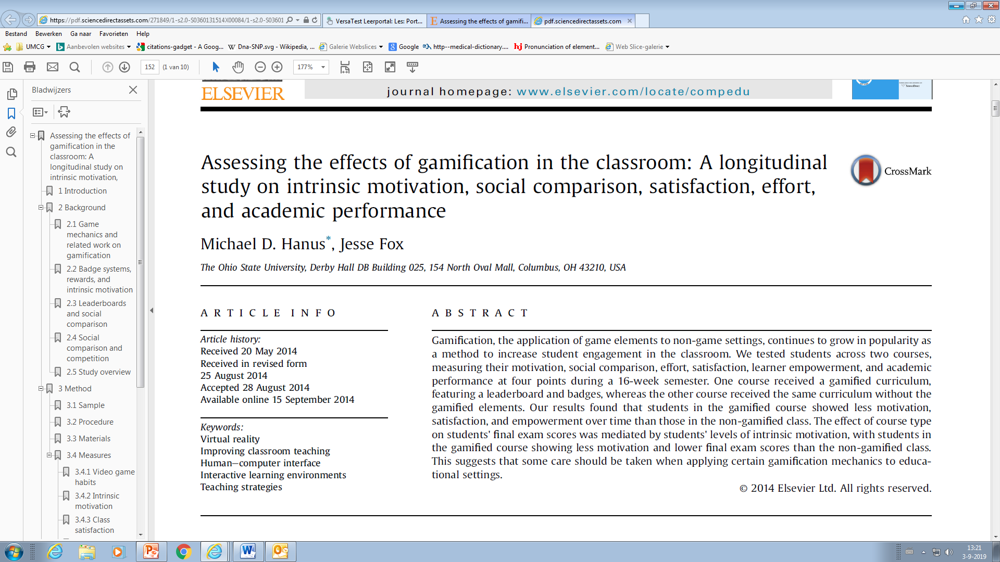 https://pdf.sciencedirectassets.com/271849/1-s2.0-S0360131514X00084/1-s2.0-S03601
VersaTest Leerportal: Les: Port...
Assessing the effects of gamifi...
pdf.sciencedirectassets.com
Bestand Bewerken Ga naar Favorieten Help
UMCG Aanbevolen websites citations-gadget - A Goog... Dna-SNP.svg - Wikipedia, ... Galerie Webslices Google http--medical-dictionary.... Pronunciation of element... Web Slice-galerie
152 (1 van 10) 177%
Bladwijzers
Assessing the effects of
gamification in the
classroom: A
longitudinal study on
intrinsic motivation,
1 Introduction
2 Background
2.1 Game
mechanics and
related work on
gamification
2.2 Badge systems,
rewards, and
intrinsic motivation
2.3 Leaderboards
and social
comparison
2.4 Social
comparison and
competition
2.5 Study overview
3 Method
3.1 Sample
3.2 Procedure
3.3 Materials
3.4 Measures
3.4.1 Video game
habits
3.4.2 Intrinsic
motivation
3.4.3 Class
satisfaction
ELSEVIER
journal homepage: www.elsevier.com/locate/compedu
Assessing the effects of gamification in the classroom: A longitudinal
study on intrinsic motivation, social comparison, satisfaction, effort,
and academic performance
CrossMark
Michael D. Hanus*, Jesse Fox
The Ohio State University, Derby Hall DB Building 025, 154 North Oval Mall, Columbus, OH 43210, USA
ARTICLE INFO
Article history:
Received 20 May 2014
Received in revised form
25 August 2014
Accepted 28 August 2014
Available online 15 September 2014
Keywords:
Virtual reality
Improving classroom teaching
Human–computer interface
Interactive learning environments
Teaching strategies
ABSTRACT
Gamification, the application of game elements to non-game settings, continues to grow in popularity as
a method to increase student engagement in the classroom. We tested students across two courses,
measuring their motivation, social comparison, effort, satisfaction, learner empowerment, and academic
performance at four points during a 16-week semester. One course received a gamified curriculum,
featuring a leaderboard and badges, whereas the other course received the same curriculum without the
gamified elements. Our results found that students in the gamified course showed less motivation,
satisfaction, and empowerment over time than those in the non-gamified class. The effect of course type
on students' final exam scores was mediated by students' levels of intrinsic motivation, with students in
the gamified course showing less motivation and lower final exam scores than the non-gamified class.
This suggests that some care should be taken when applying certain gamification mechanics to educa-
tional settings.
© 2014 Elsevier Ltd. All rights reserved.
13:21
3-9-2019